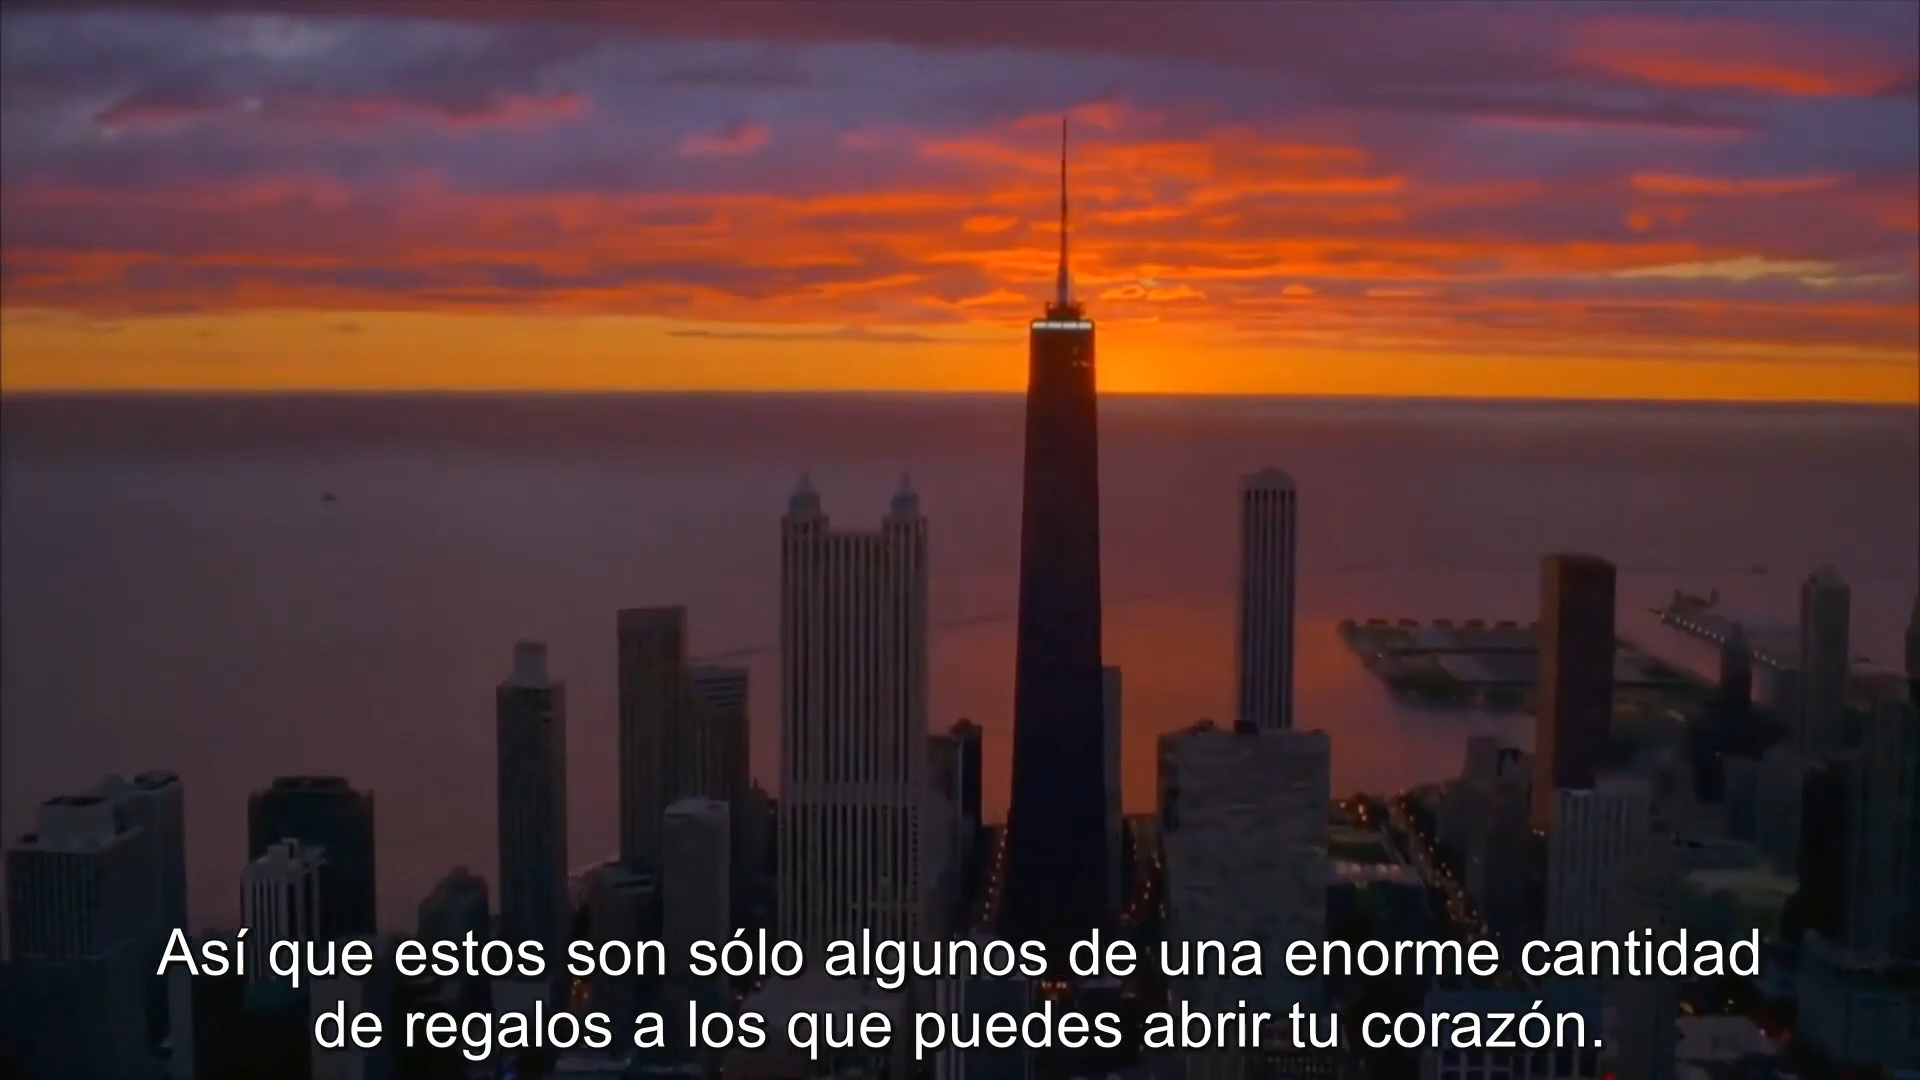 Así que estos son sólo algunos de una enorme cantidad
de regalos a los que puedes abrir tu corazón.